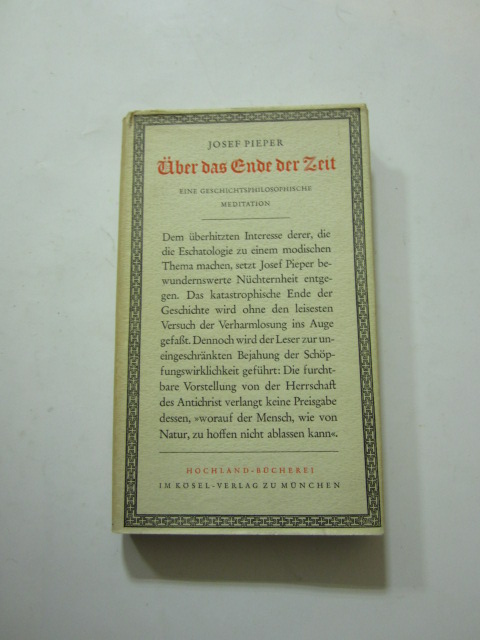 JOSEF PIEPER
Über das Ende der Zeit
EINE GESCHICHTSPHILOSOPHISCHE
MEDITATION
Dem überhitzten Interesse derer, die
die Eschatologie zu einem modischen
Thema machen, setzt Josef Pieper be-
wundernswerte Nüchternheit entge-
gen. Das katastrophische Ende der
Geschichte wird ohne den leisesten
Versuch der Verharmlosung ins Auge
gefaßt. Dennoch wird der Leser zur un-
eingeschränkten Bejahung der Schöp-
fungswirklichkeit geführt: Die furcht-
bare Vorstellung von der Herrschaft
des Antichrist verlangt keine Preisgabe
dessen, »worauf der Mensch, wie von
Natur, zu hoffen nicht ablassen kann«.
HOCHLAND-BÜCHEREI
IM KÖSEL-VERLAG ZU MÜNCHEN